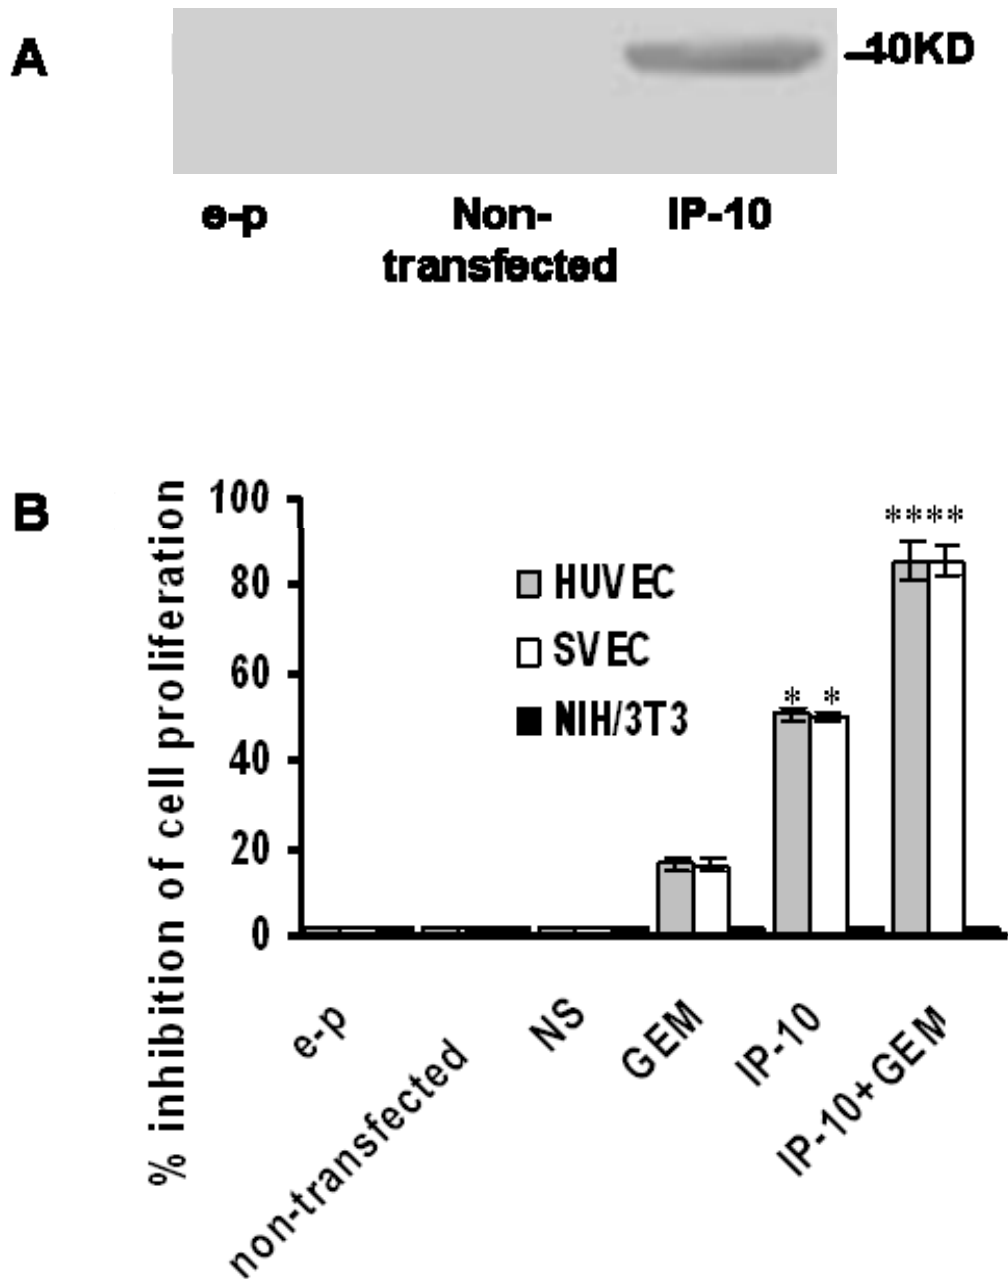 A
–10KD
e-p
Non-
transfected
IP-10
B
% inhibition of cell proliferation
100
80
60
40
20
0
HUVEC
SVEC
NIH/3T3
* *
****
e-p
non-transfected
NS
GEM
IP-10
IP-10+GEM